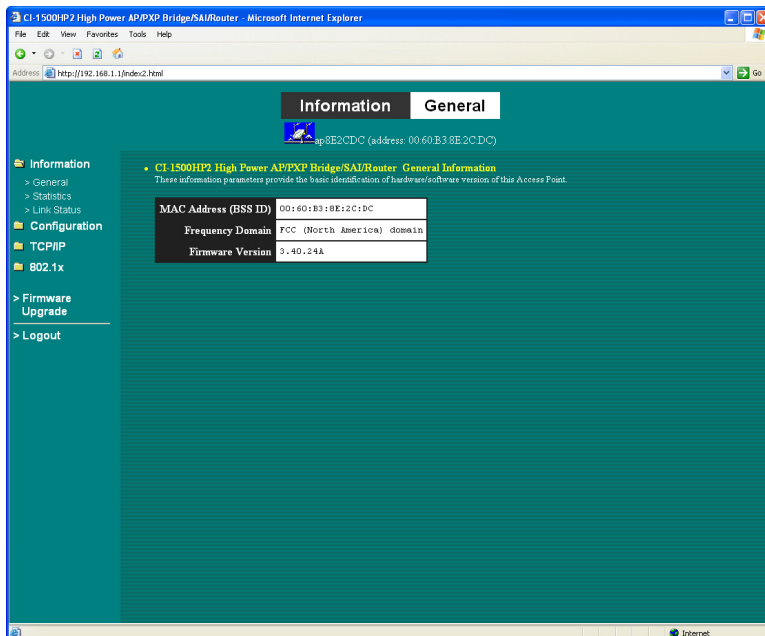 CI-1500HP2 High Power AP/PXP Bridge/SAI/Router - Microsoft Internet Explorer
File Edit View Favorites Tools Help
Address http://192.168.1.1/index2.html Go
Information General
ap8E2CDC (address: 00:60:B3:8E:2C:DC)
Information
> General
> Statistics
> Link Status
Configuration
TCP/IP
802.1x
> Firmware
Upgrade
> Logout
CI-1500HP2 High Power AP/PXP Bridge/SAI/Router General Information
These information parameters provide the basic identification of hardware/software version of this Access Point.
MAC Address (BSS ID) 00:60:B3:8E:2C:DC
Frequency Domain FCC (North America) domain
Firmware Version 3.40.24A
Internet